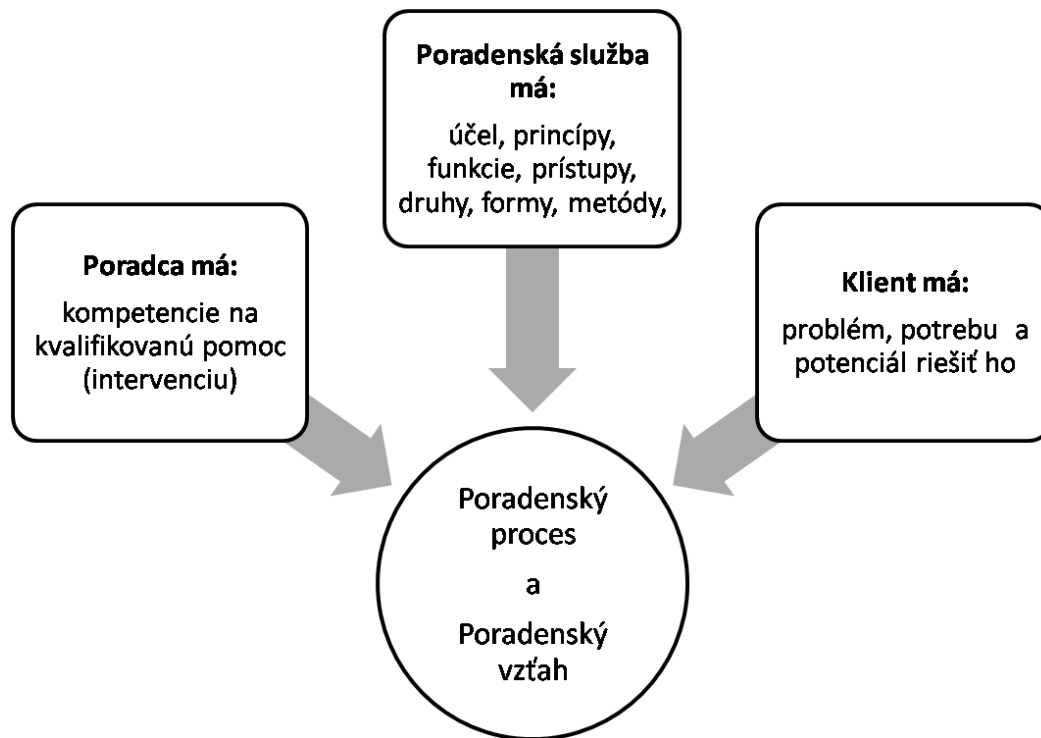 Poradenská služba
má:
účel, princípy,
funkcie, prístupy,
druhy, formy, metódy,
Poradca má:
kompetencie na
kvalifikovanú pomoc
(intervenciu)
Klient má:
problém, potrebu a
potenciál riešiť ho
Poradenský
proces
a
Poradenský
vzťah